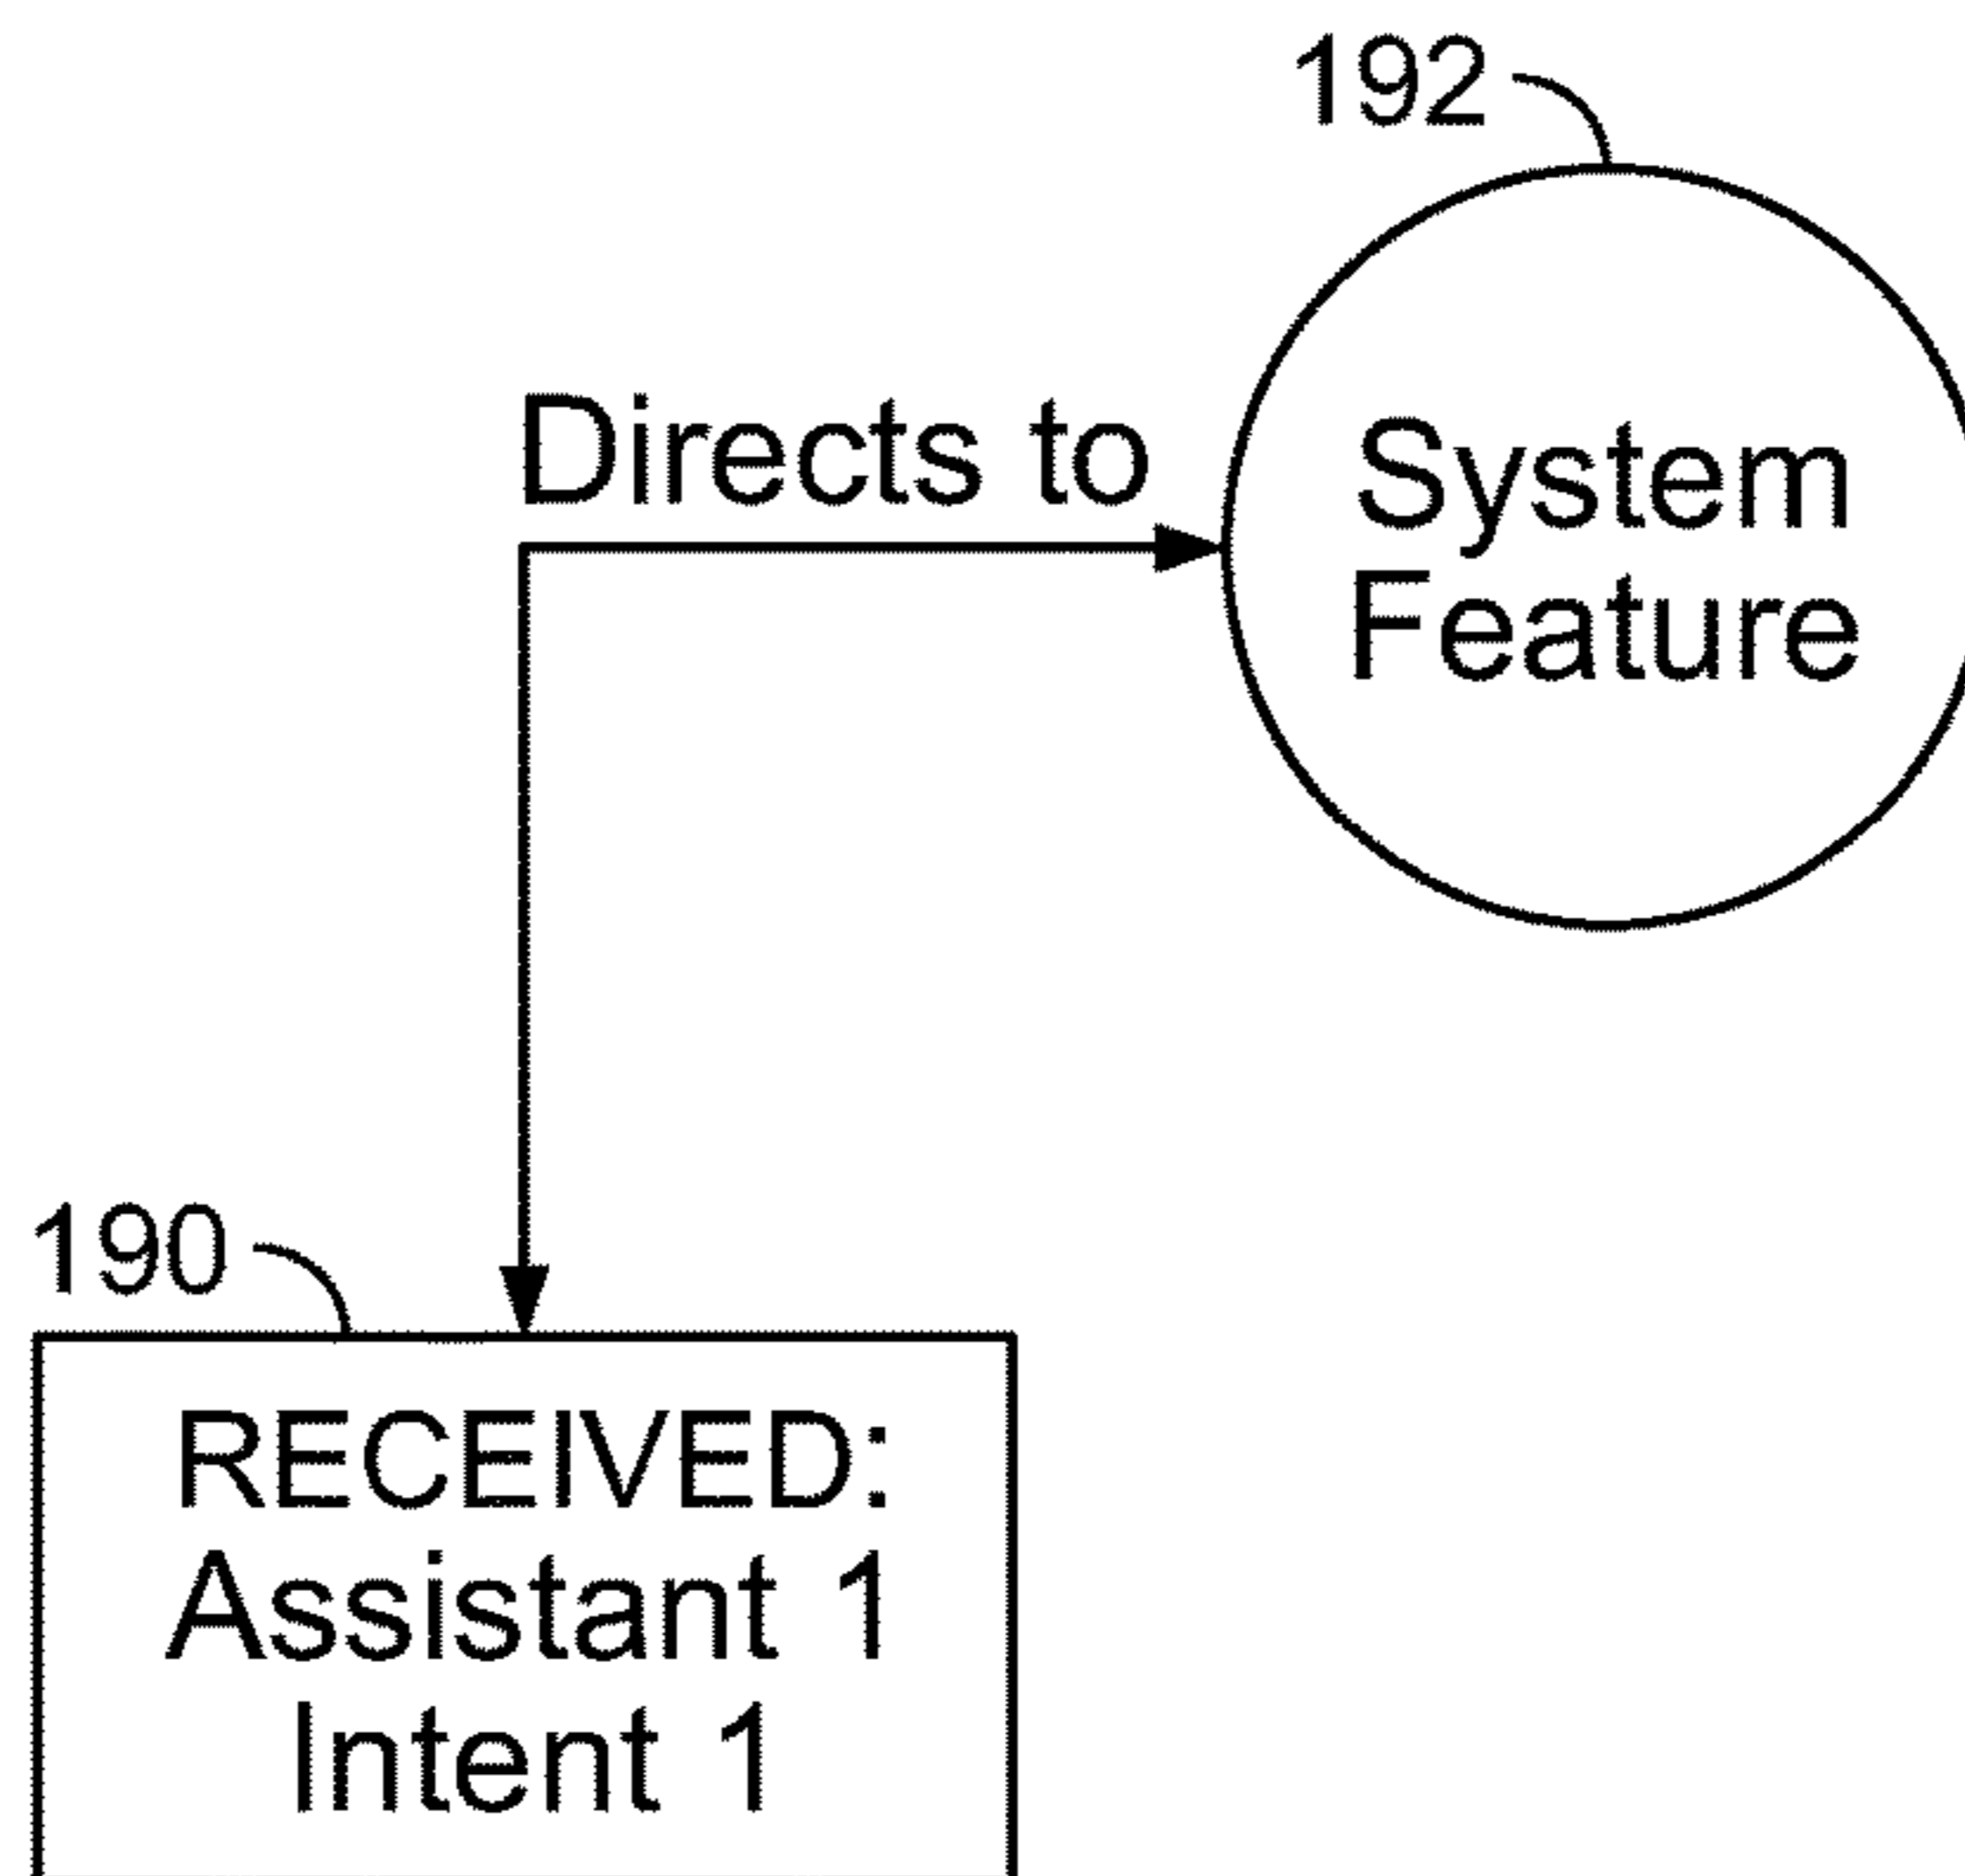 192
Directs to
System
Feature
190
RECEIVED:
Assistant 1
Intent 1